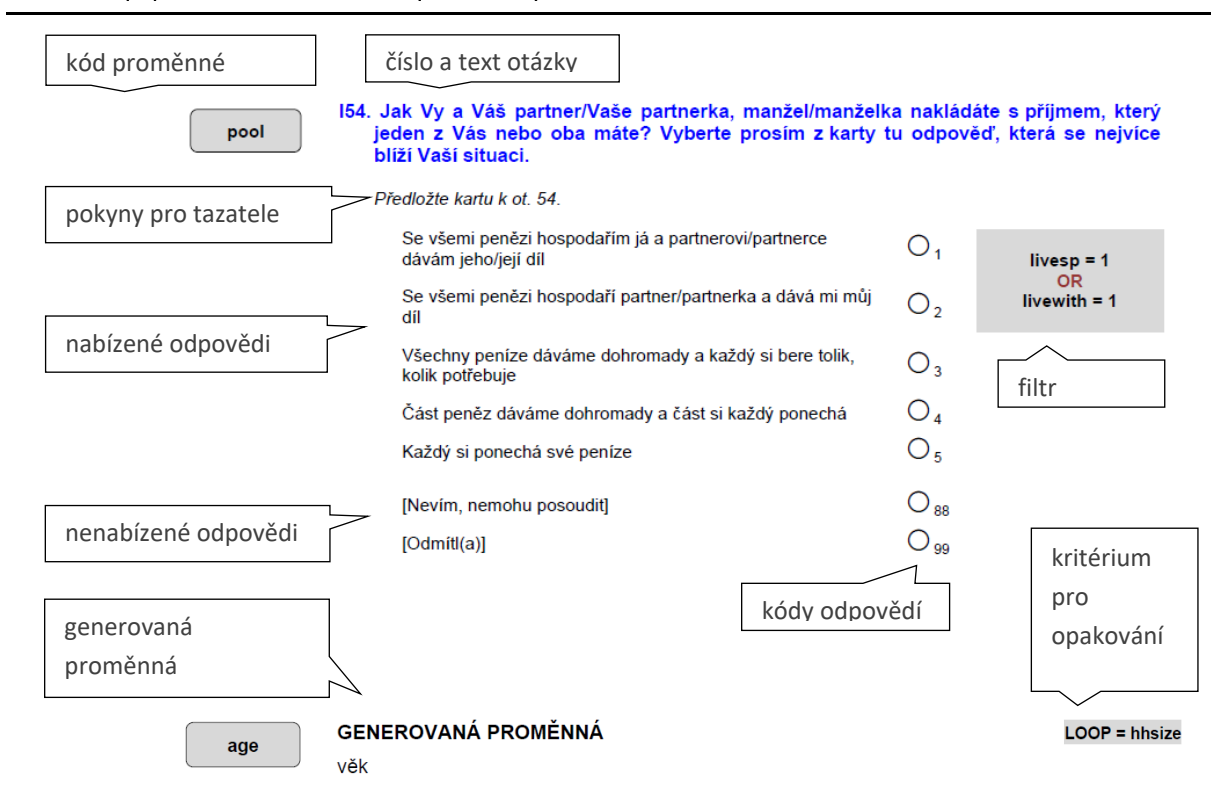 kód proměnné
číslo a text otázky
pool
I54. Jak Vy a Váš partner/Vaše partnerka, manžel/manželka nakládáte s příjmem, který
jeden z Vás nebo oba máte? Vyberte prosím z karty tu odpověď, která se nejvíce
blíží Vaší situaci.
pokyny pro tazatele
Předložte kartu k ot. 54.
Se všemi penězi hospodařím já a partnerovi/partnerce
dávám jeho/její díl
1
Se všemi penězi hospodaří partner/partnerka a dává mi můj
díl
2
livesp = 1
OR
livewith = 1
nabízené odpovědi
Všechny peníze dáváme dohromady a každý si bere tolik,
kolik potřebuje
3
filtr
Část peněz dáváme dohromady a část si každý ponechá
4
Každý si ponechá své peníze
5
nenabízené odpovědi
[Nevím, nemohu posoudit]
88
[Odmítl(a)]
99
kódy odpovědí
kritérium
pro
opakování
generovaná
proměnná
age
GENEROVANÁ PROMĚNNÁ
věk
LOOP = hhsize